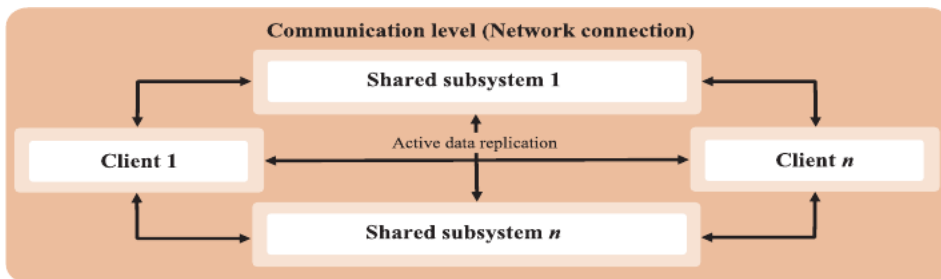 Communication level (Network connection)
Shared subsystem 1
Active data replication
Client 1
Client n
Shared subsystem n